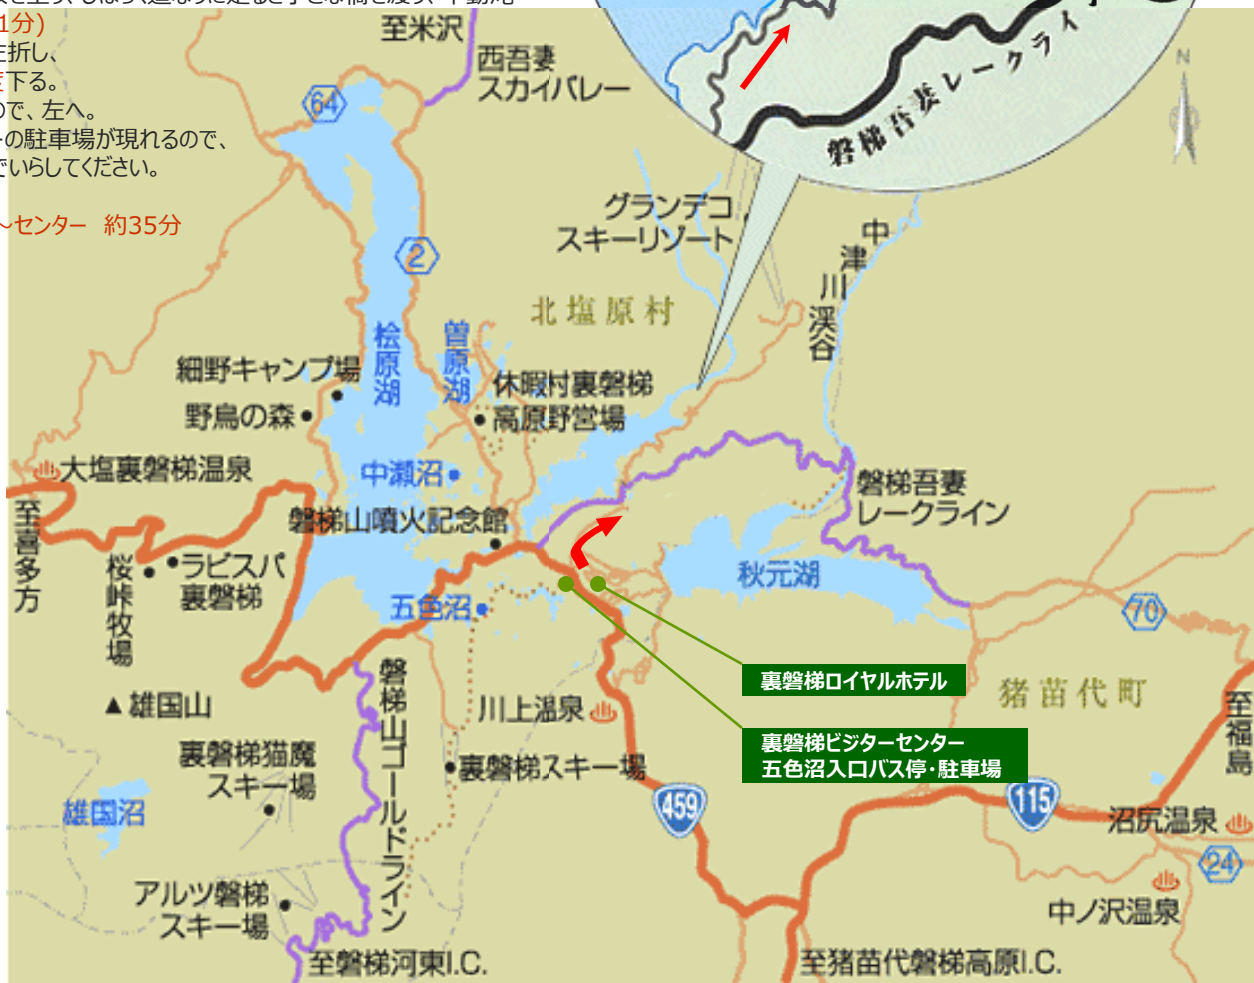 1分)
左折し、
下る。
ので、左へ。
の駐車場が現れるので、
でいらしてください。
～センター 約35分
至米沢
西吾妻
スカイバレー
64
磐梯吾妻レークライ
N
グランデコ
スキーリゾート
中津川渓谷
2
北塩原村
桧原湖
曽原湖
細野キャンプ場
野鳥の森
休暇村裏磐梯
高原野営場
大塩裏磐梯温泉
中瀬沼
磐梯吾妻
レークライン
磐梯山噴火記念館
至喜多方
桜峠牧場
ラビスパ
裏磐梯
秋元湖
五色沼
70
裏磐梯ロイヤルホテル
猪苗代町
磐梯山ゴールドライン
雄国山
川上温泉
至福島
裏磐梯ビジターセンター
五色沼入口バス停・駐車場
裏磐梯猫魔
スキー場
裏磐梯スキー場
雄国沼
459
115
沼尻温泉
24
アルツ磐梯
スキー場
中ノ沢温泉
至磐梯河東I.C.
至猪苗代磐梯高原I.C.